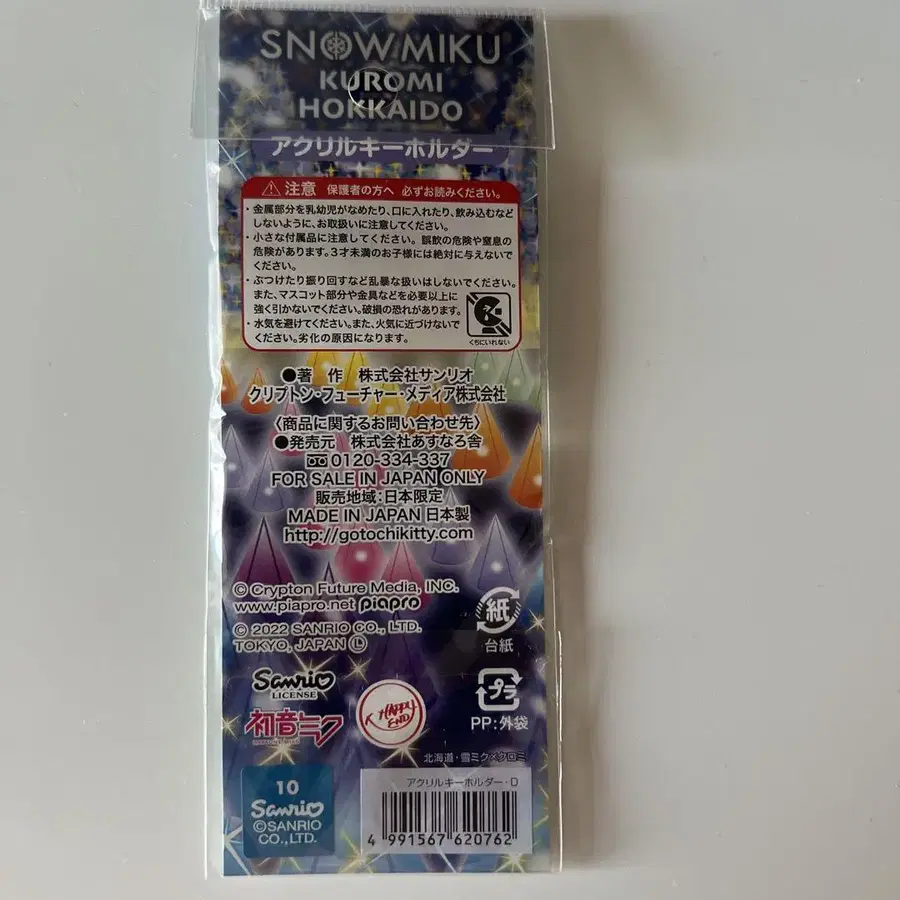 SNOW MIKU
KUROMI
HOKKAIDO
アクリルキーホルダー
注意 保護者の方へ 必ずお読みください。
・金属部分を乳幼児がなめたり、口に入れたり、飲み込むなど
しないように、お取扱いに注意してください。
・小さな付属品に注意してください。誤飲の危険や窒息の
危険があります。3才未満のお子様には絶対に与えないで
ください。
・ぶつけたり振り回すなど乱暴な扱いはしないでください。
また、マスコット部分や金具などを必要以上に
強く引かないでください。破損の恐れがあります。
・水気を避けてください。また、火気に近づけないで
ください。劣化の原因になります。
くちにいれない
●著 作 株式会社サンリオ
クリプトン・フューチャー・メディア株式会社
〈商品に関するお問い合わせ先〉
●発売元 株式会社あすなろ舎
0120-334-337
FOR SALE IN JAPAN ONLY
販売地域：日本限定
MADE IN JAPAN 日本製
http://gotochikitty.com
© Crypton Future Media, INC.
www.piapro.net piapro
© 2022 SANRIO CO., LTD.
TOKYO, JAPAN Ⓛ
紙
台紙
Sanrio
LICENSE
プラ
PP：外袋
初音ミク
HAPPY
END
北海道・雪ミク×クロミ
10
Sanrio
©SANRIO
CO., LTD.
アクリルキーホルダー・D
4 991567 620762